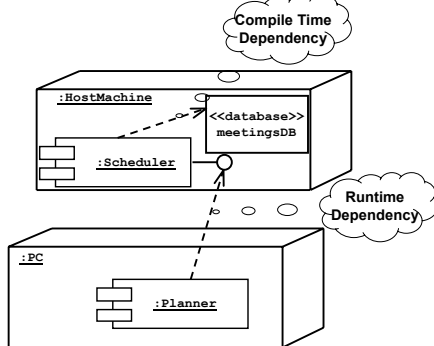 Compile Time
Dependency
:HostMachine
<<database>>
meetingsDB
:Scheduler
Runtime
Dependency
:PC
:Planner